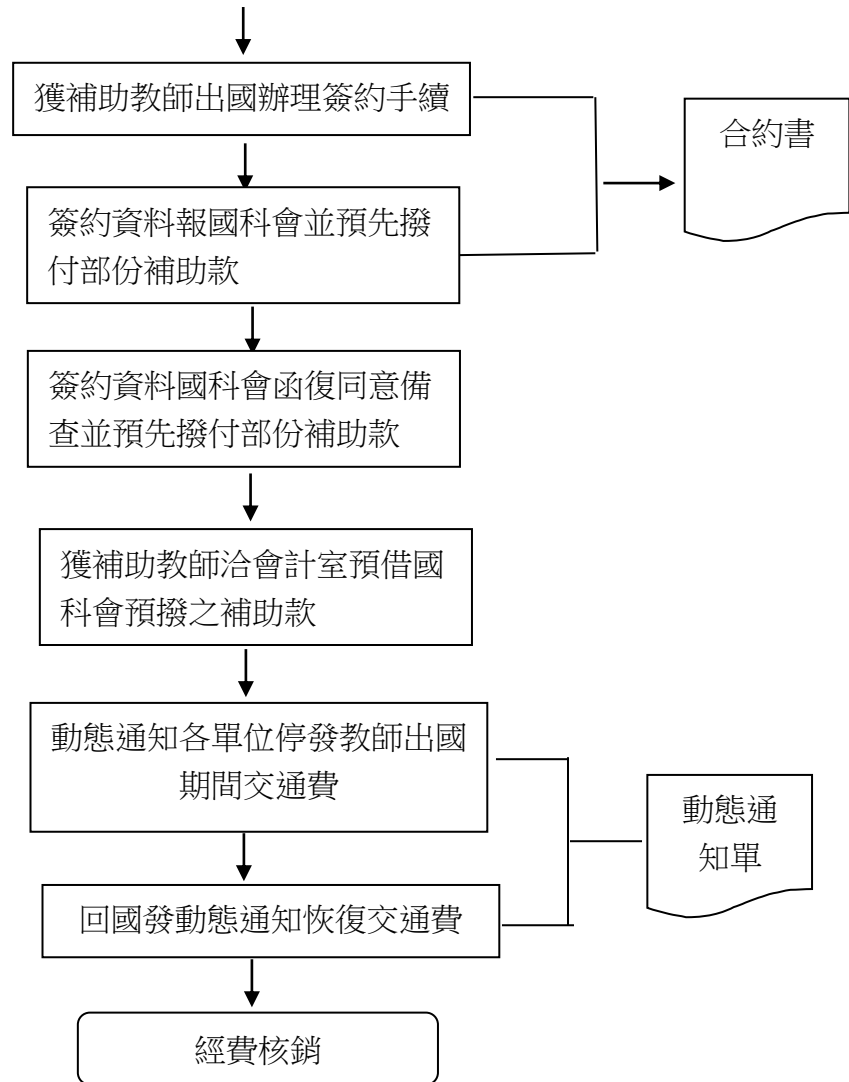 獲補助教師出國辦理簽約手續
合約書
簽約資料報國科會並預先撥
付部份補助款
簽約資料國科會函復同意備
查並預先撥付部份補助款
獲補助教師洽會計室預借國
科會預撥之補助款
動態通知各單位停發教師出國
期間交通費
動態通
知單
回國發動態通知恢復交通費
經費核銷